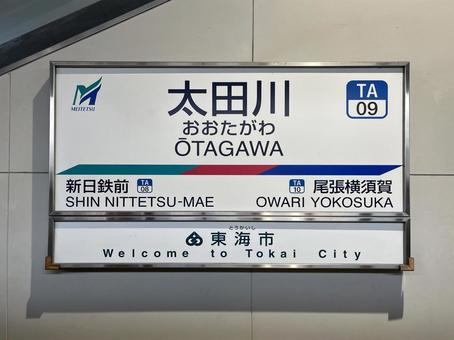 MEITETSU
太田川
おおたがわ
ŌTAGAWA
TA
09
新日鉄前
TA
08
SHIN NITTETSU-MAE
TA
10
尾張横須賀
OWARI YOKOSUKA
とうかいし
東海市
Welcome to Tokai City